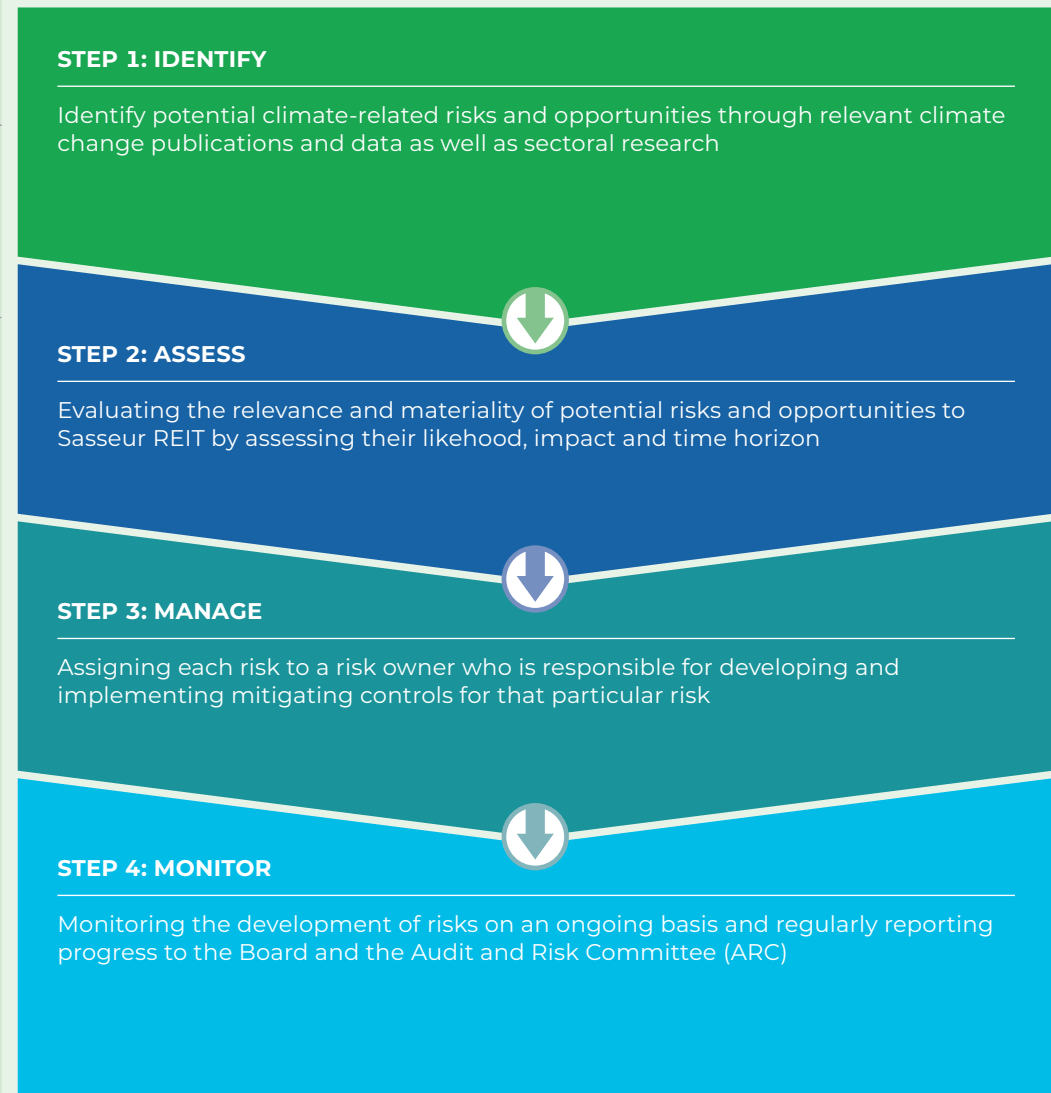 STEP 1: IDENTIFY
Identify potential climate-related risks and opportunities through relevant climate
change publications and data as well as sectoral research
STEP 2: ASSESS
Evaluating the relevance and materiality of potential risks and opportunities to
Sasseur REIT by assessing their likehood, impact and time horizon
STEP 3: MANAGE
Assigning each risk to a risk owner who is responsible for developing and
implementing mitigating controls for that particular risk
STEP 4: MONITOR
Monitoring the development of risks on an ongoing basis and regularly reporting
progress to the Board and the Audit and Risk Committee (ARC)